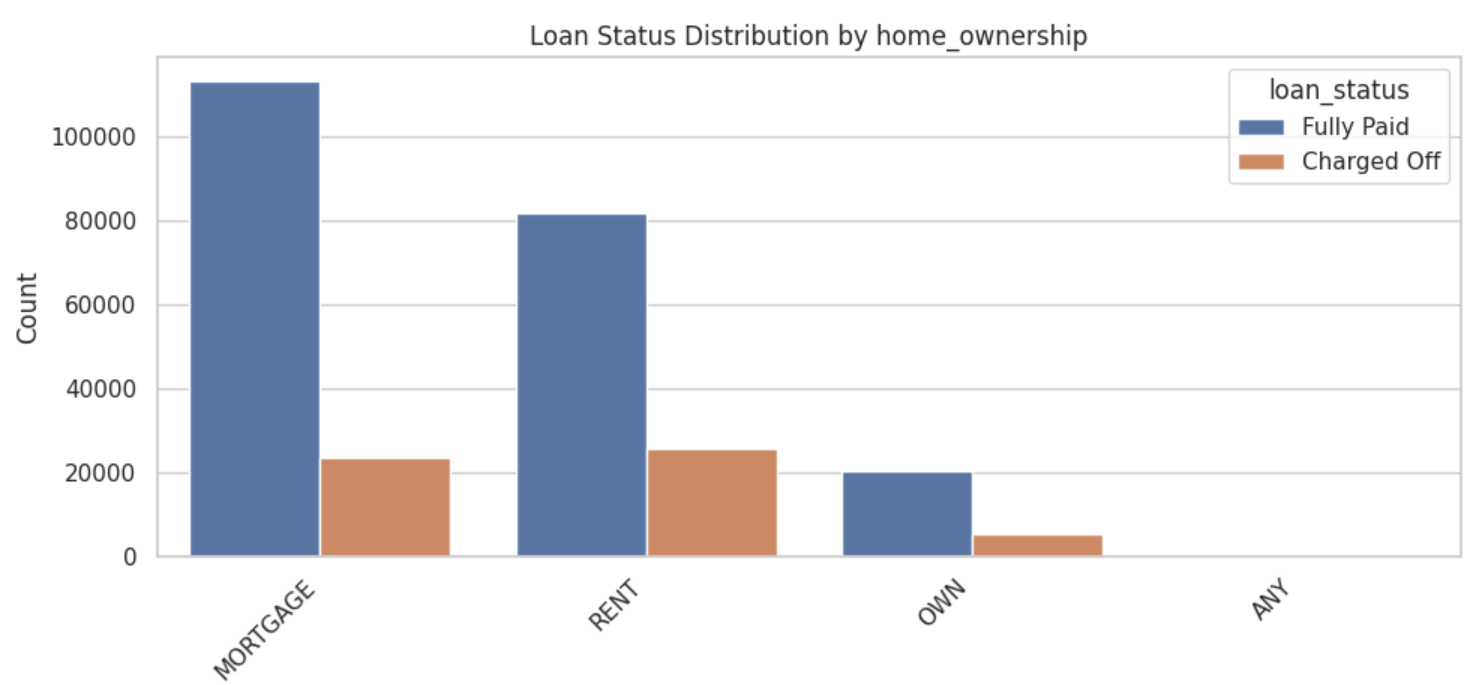 Loan Status Distribution by home_ownership
loan_status
Fully Paid
Charged Off
Count
100000
80000
60000
40000
20000
0
MORTGAGE
RENT
OWN
ANY